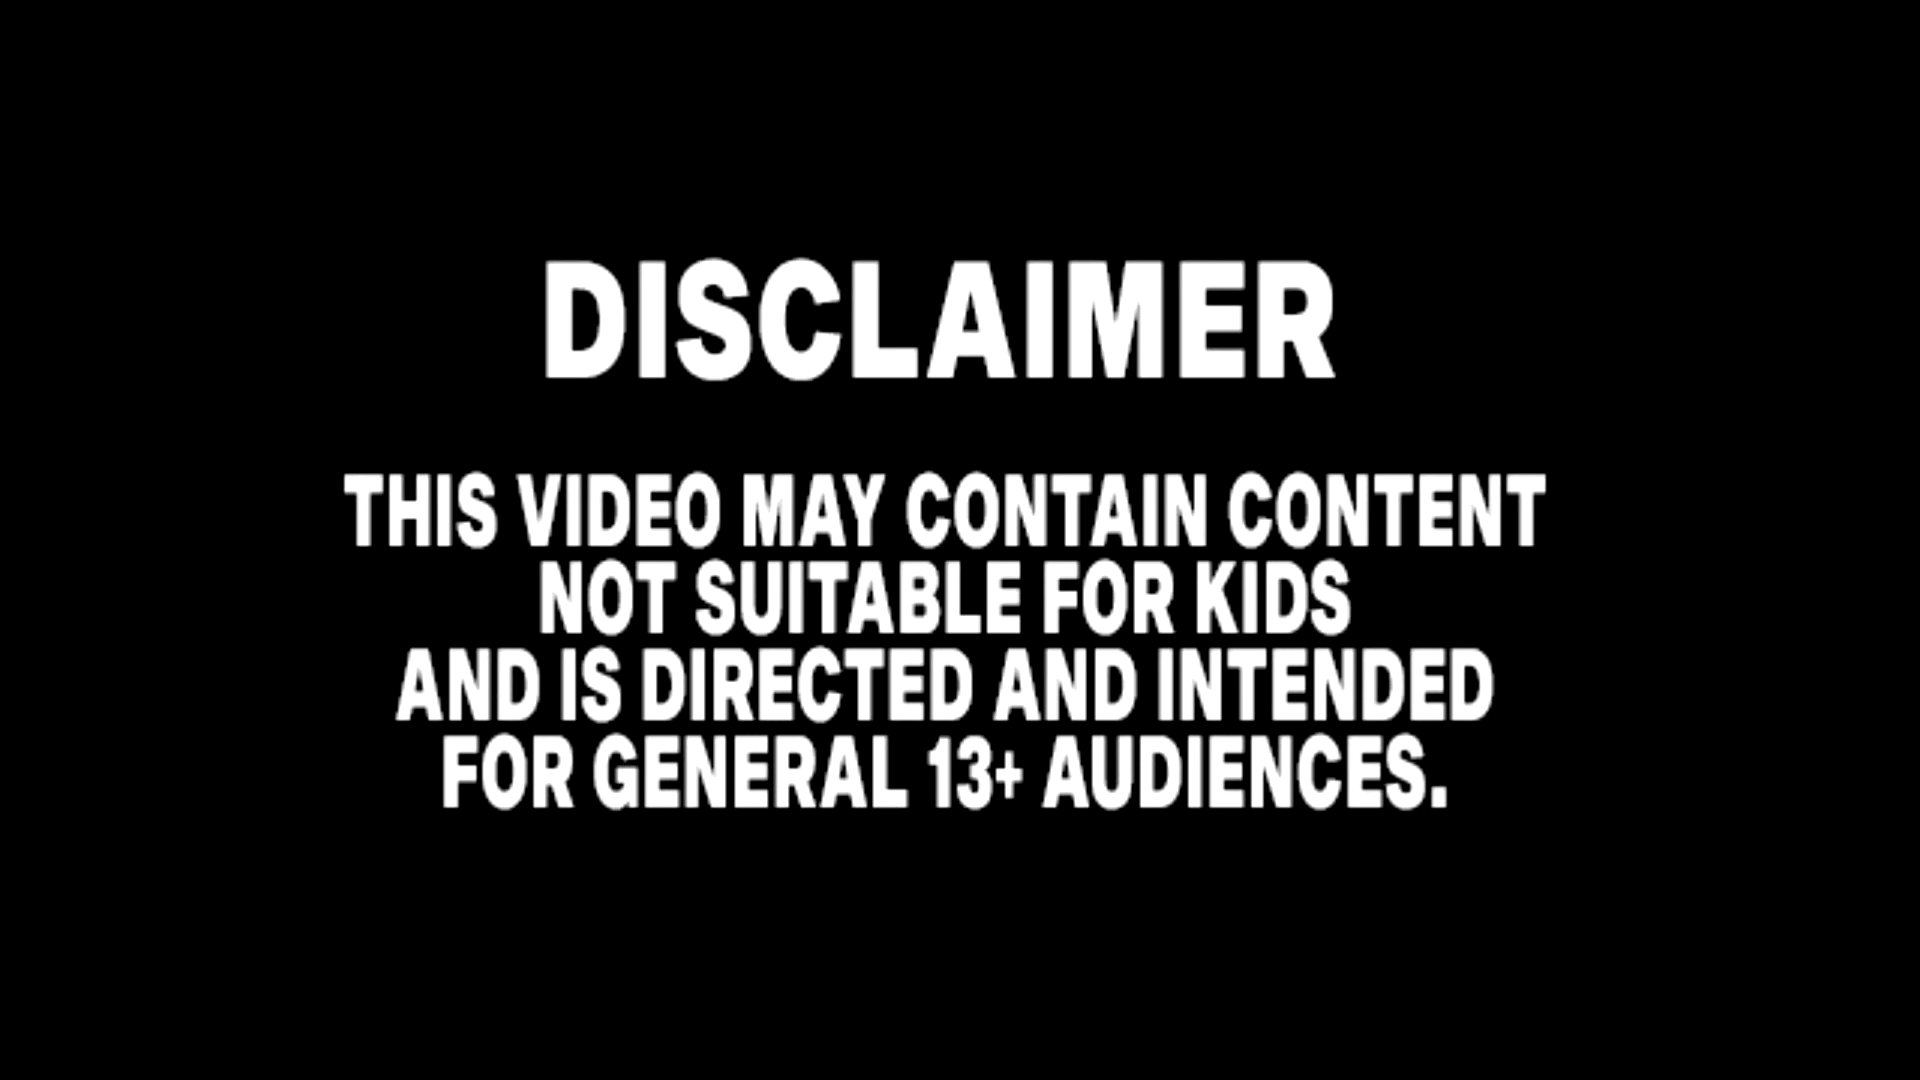 DISCLAIMER
THIS VIDEO MAY CONTAIN CONTENT
NOT SUITABLE FOR KIDS
AND IS DIRECTED AND INTENDED
FOR GENERAL 13+ AUDIENCES.